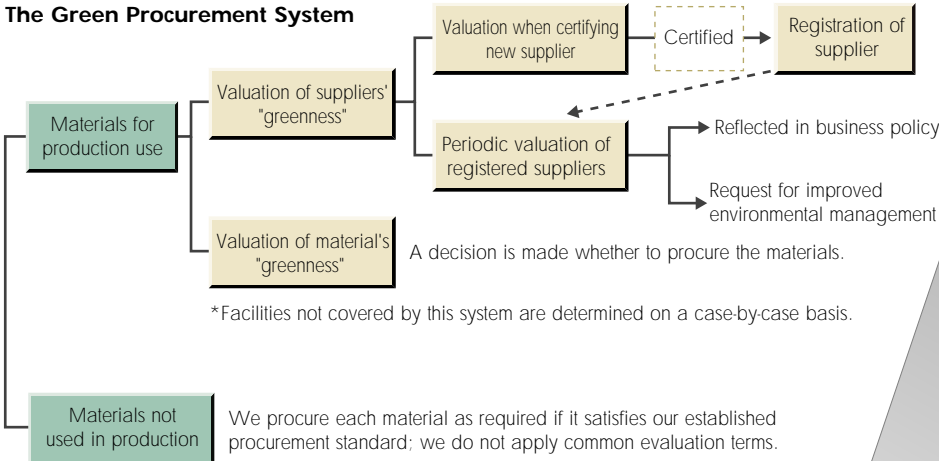 The Green Procurement System
Valuation when certifying
new supplier
Certified
Registration of
supplier
Valuation of suppliers'
"greenness"
Materials for
production use
Periodic valuation of
registered suppliers
Reflected in business policy
Request for improved
environmental management
Valuation of material's
"greenness"
A decision is made whether to procure the materials.
*Facilities not covered by this system are determined on a case-by-case basis.
Materials not
used in production
We procure each material as required if it satisfies our established
procurement standard; we do not apply common evaluation terms.